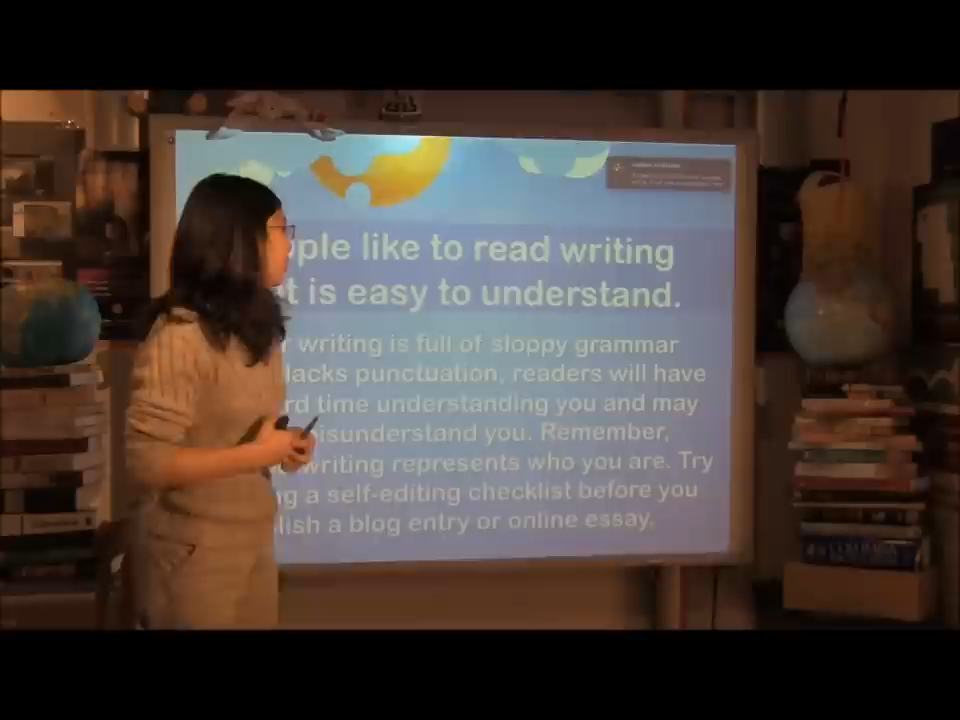 ple like to read writing
t is easy to understand.
r writing is full of sloppy grammar
lacks punctuation, readers will have
rd time understanding you and may
isunderstand you. Remember,
writing represents who you are. Try
g a self-editing checklist before you
lish a blog entry or online essay.